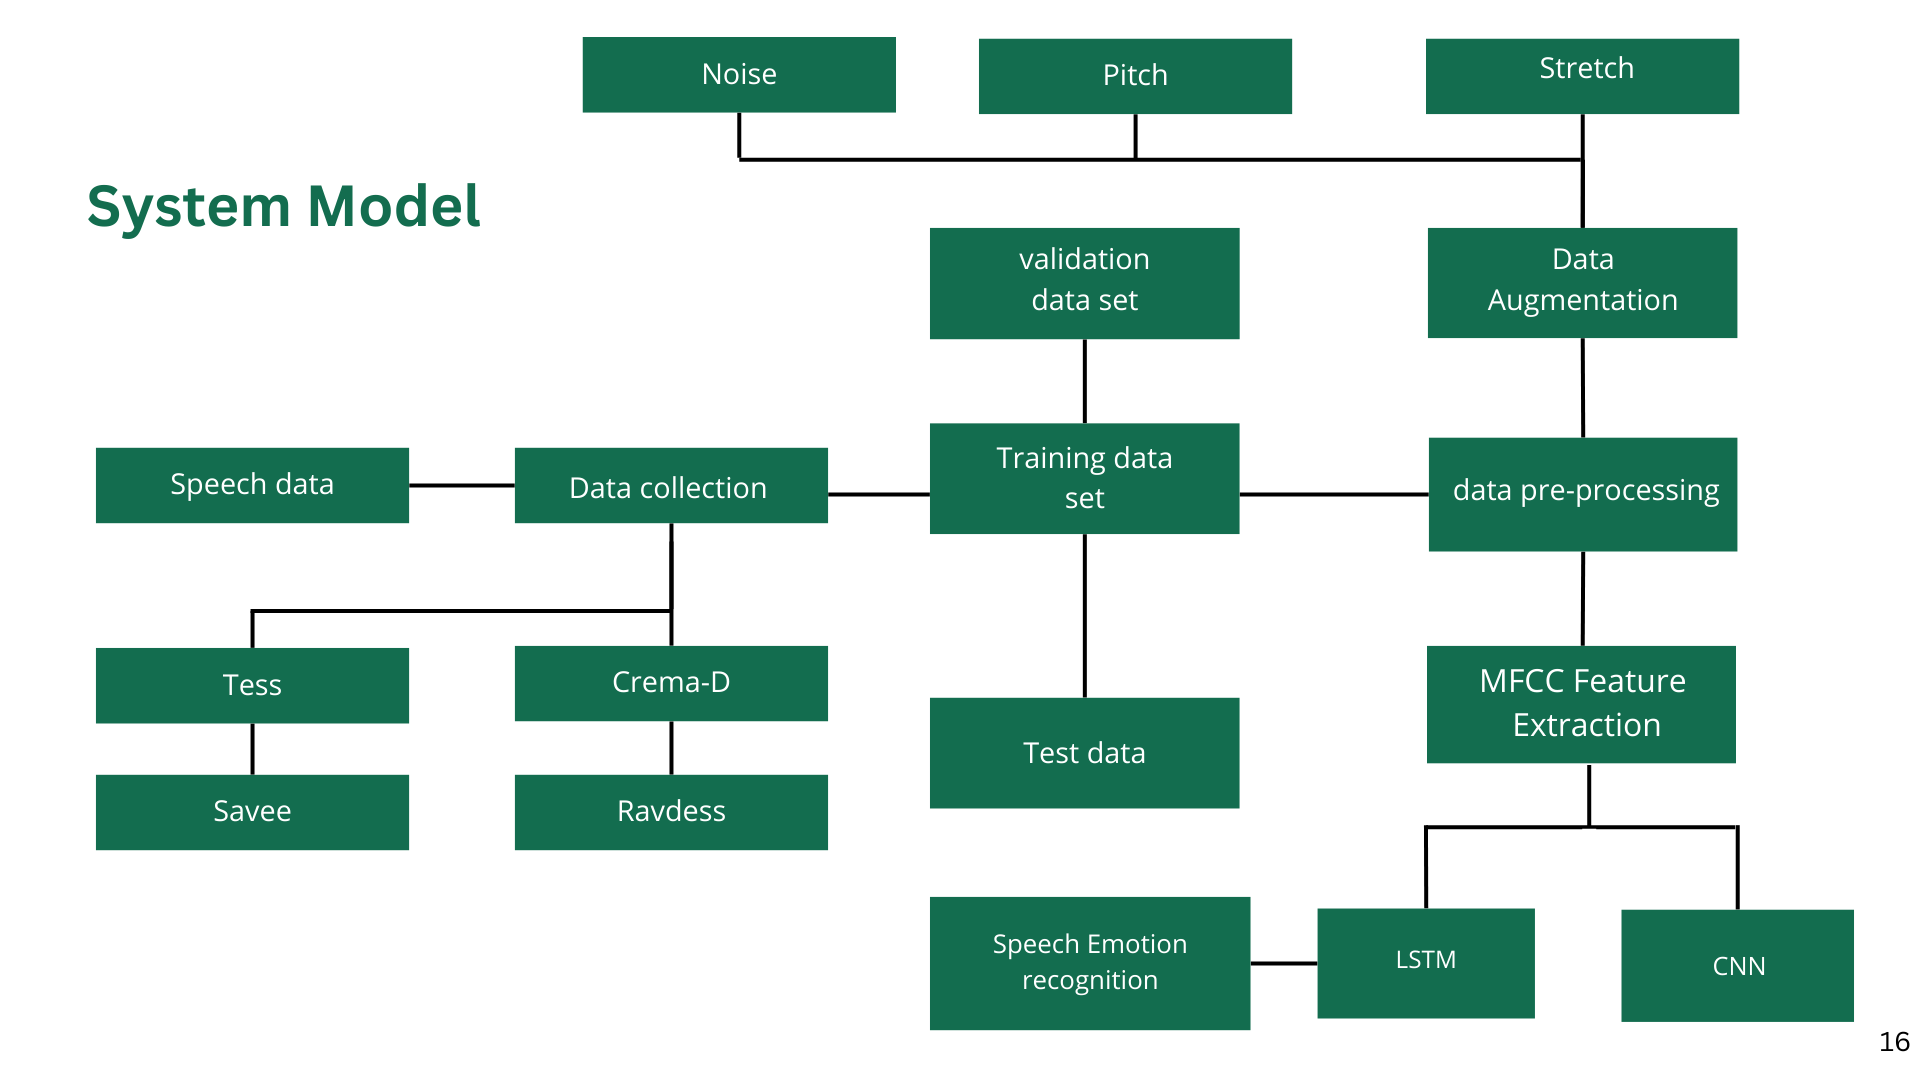 Noise
Pitch
Stretch
System Model
validation
data set
Data
Augmentation
Speech data
Data collection
Training data
set
data pre-processing
Tess
Crema-D
MFCC Feature
Extraction
Test data
Savee
Ravdess
Speech Emotion
recognition
LSTM
CNN
16